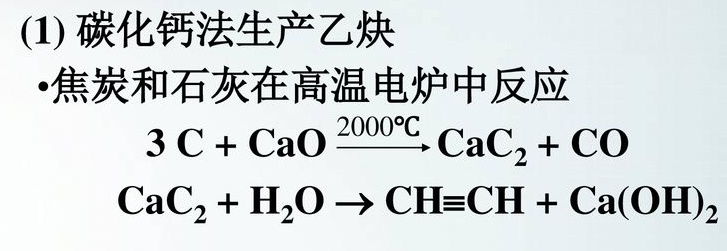 (1) 碳化钙法生产乙炔
•焦炭和石灰在高温电炉中反应
3 C + CaO \xrightarrow{2000℃} CaC₂ + CO
CaC₂ + H₂O → CH≡CH + Ca(OH)₂